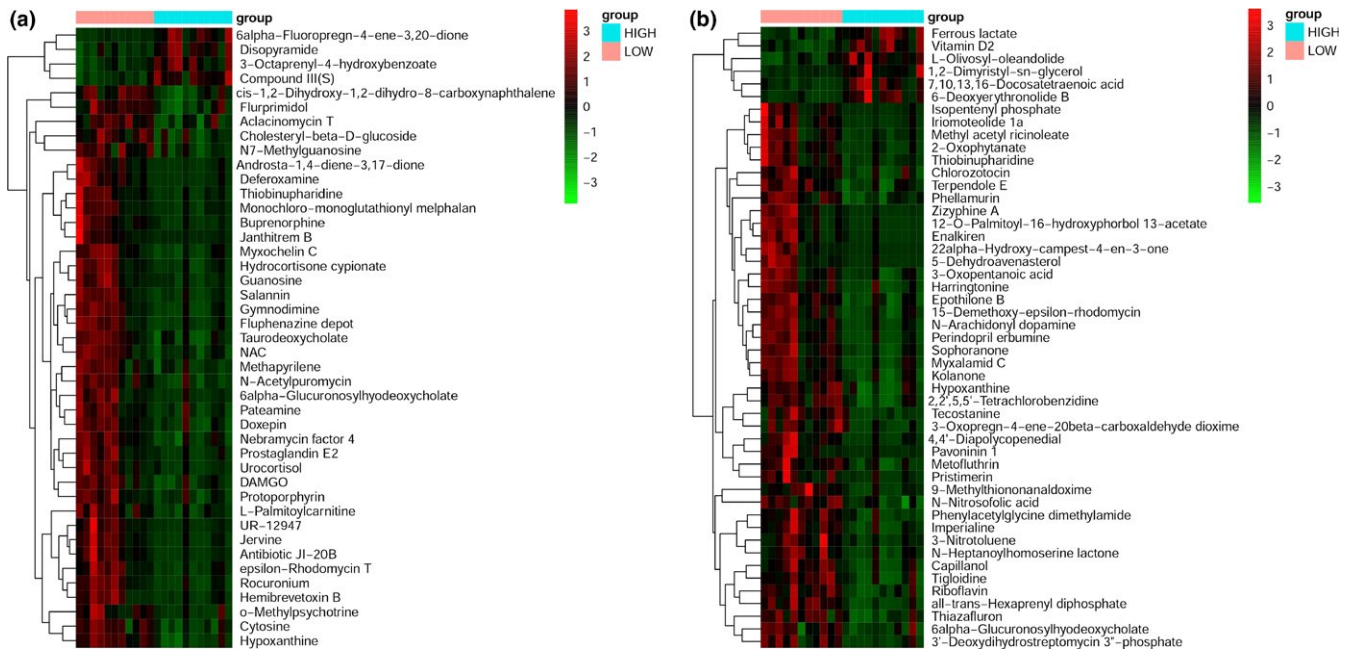 (a)
group
6alpha−Fluoropregn−4−ene−3,20−dione
Disopyramide
3−Octaprenyl−4−hydroxybenzoate
Compound III(S)
cis−1,2−Dihydroxy−1,2−dihydro−8−carboxynaphthalene
Flurprimidol
Aclacinomycin T
Cholesteryl−beta−D−glucoside
N7−Methylguanosine
Androsta−1,4−diene−3,17−dione
Deferoxamine
Thiobinupharidine
Monochloro−monoglutathionyl melphalan
Buprenorphine
Janthitrem B
Myxochelin C
Hydrocortisone cypionate
Guanosine
Salannin
Gymnodimine
Fluphenazine depot
Taurodeoxycholate
NAC
Methapyrilene
N−Acetylpuromycin
6alpha−Glucuronosylhyodeoxycholate
Pateamine
Doxepin
Nebramycin factor 4
Prostaglandin E2
Urocortisol
DAMGO
Protoporphyrin
L−Palmitoylcarnitine
UR−12947
Jervine
Antibiotic JI−20B
epsilon−Rhodomycin T
Rocuronium
Hemibrevetoxin B
o−Methylpsychotrine
Cytosine
Hypoxanthine
3
2
1
0
−1
−2
−3
group
HIGH
LOW
(b)
group
Ferrous lactate
Vitamin D2
L−Olivosyl−oleandolide
1,2−Dimyristyl−sn−glycerol
7,10,13,16−Docosatetraenoic acid
6−Deoxyerythronolide B
Isopentenyl phosphate
Iriomoteolide 1a
Methyl acetyl ricinoleate
2−Oxophytanate
Thiobinupharidine
Chlorozotocin
Terpendole E
Phellamurin
Zizyphine A
12−O−Palmitoyl−16−hydroxyphorbol 13−acetate
Enalkiren
22alpha−Hydroxy−campest−4−en−3−one
5−Dehydroavenasterol
3−Oxopentanoic acid
Harringtonine
Epothilone B
15−Demethoxy−epsilon−rhodomycin
N−Arachidonyl dopamine
Perindopril erbumine
Sophoranone
Myxalamid C
Kolanone
Hypoxanthine
2,2',5,5'−Tetrachlorobenzidine
Tecostanine
3−Oxopregn−4−ene−20beta−carboxaldehyde dioxime
4,4'−Diapolycopenedial
Pavoninin 1
Metofluthrin
Pristimerin
9−Methylthiononanaldoxime
N−Nitrosofolic acid
Phenylacetylglycine dimethylamide
Imperialine
3−Nitrotoluene
N−Heptanoylhomoserine lactone
Capillanol
Tigloidine
Riboflavin
all−trans−Hexaprenyl diphosphate
Thiazafluron
6alpha−Glucuronosylhyodeoxycholate
3'−Deoxydihydrostreptomycin 3"−phosphate
3
2
1
0
−1
−2
−3
group
HIGH
LOW